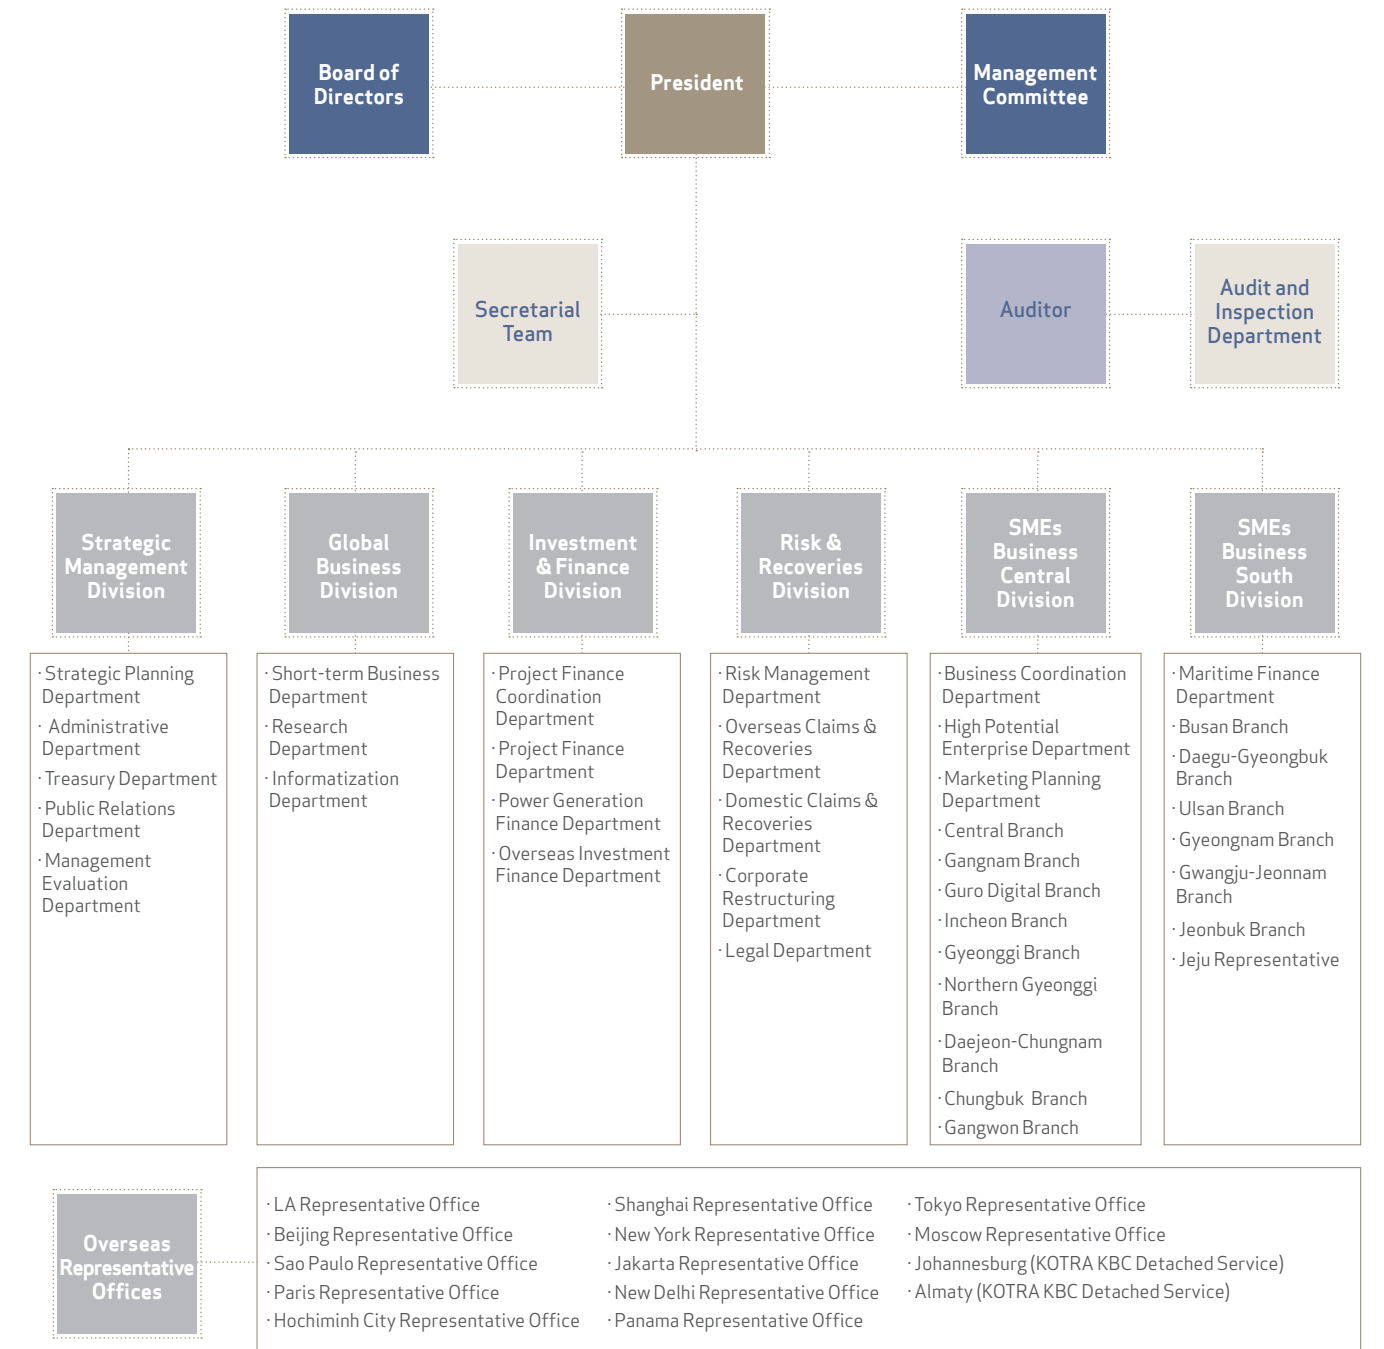 Board of
Directors
President
Management
Committee
Secretarial
Team
Auditor
Audit and
Inspection
Department
Strategic
Management
Division
Global
Business
Division
Investment
& Finance
Division
Risk &
Recoveries
Division
SMEs
Business
Central
Division
SMEs
Business
South
Division
· Strategic Planning
Department
· Administrative
Department
· Treasury Department
· Public Relations
Department
· Management
Evaluation
Department
· Short-term Business
Department
· Research
Department
· Informatization
Department
· Project Finance
Coordination
Department
· Project Finance
Department
· Power Generation
Finance Department
· Overseas Investment
Finance Department
· Risk Management
Department
· Overseas Claims &
Recoveries
Department
· Domestic Claims &
Recoveries
Department
· Corporate
Restructuring
Department
· Legal Department
· Business Coordination
Department
· High Potential
Enterprise Department
· Marketing Planning
Department
· Central Branch
· Gangnam Branch
· Guro Digital Branch
· Incheon Branch
· Gyeonggi Branch
· Northern Gyeonggi
Branch
· Daejeon-Chungnam
Branch
· Chungbuk Branch
· Gangwon Branch
· Maritime Finance
Department
· Busan Branch
· Daegu-Gyeongbuk
Branch
· Ulsan Branch
· Gyeongnam Branch
· Gwangju-Jeonnam
Branch
· Jeonbuk Branch
· Jeju Representative
Overseas
Representative
Offices
· LA Representative Office
· Beijing Representative Office
· Sao Paulo Representative Office
· Paris Representative Office
· Hochiminh City Representative Office
· Shanghai Representative Office
· New York Representative Office
· Jakarta Representative Office
· New Delhi Representative Office
· Panama Representative Office
· Tokyo Representative Office
· Moscow Representative Office
· Johannesburg (KOTRA KBC Detached Service)
· Almaty (KOTRA KBC Detached Service)